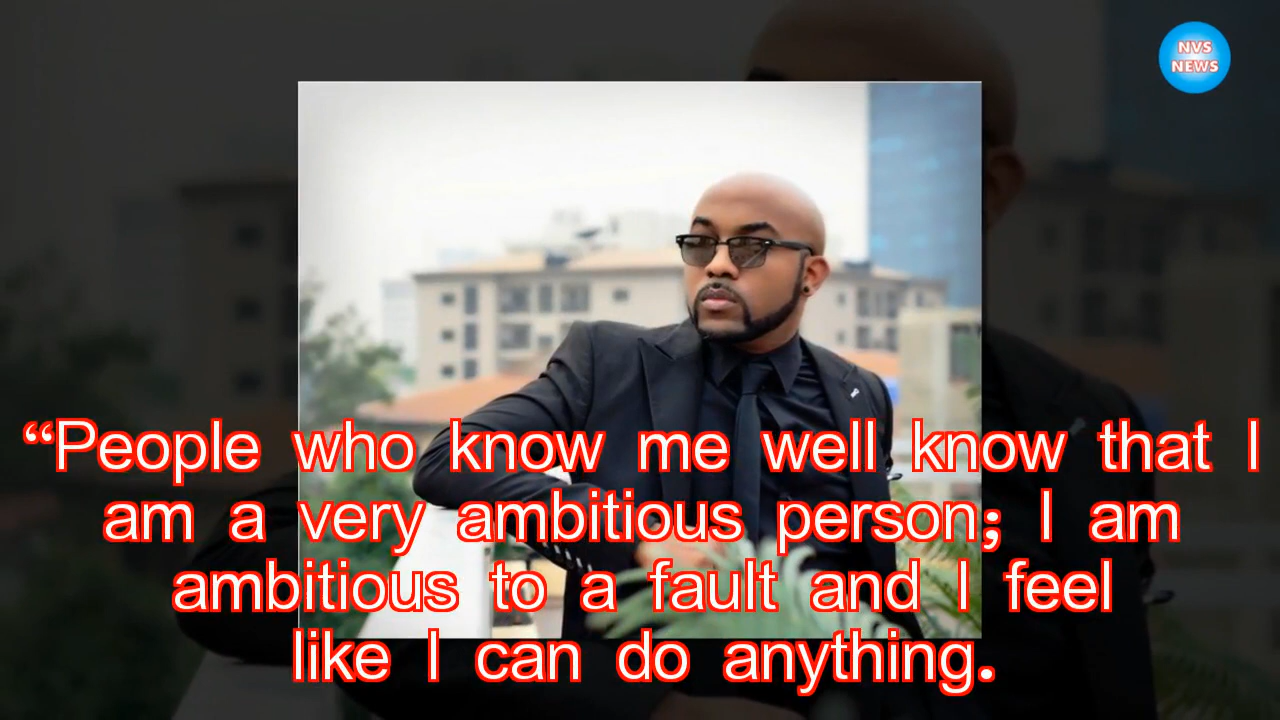 NVS
NEWS
“People who know me well know that I
am a very ambitious person; I am
ambitious to a fault and I feel
like I can do anything.